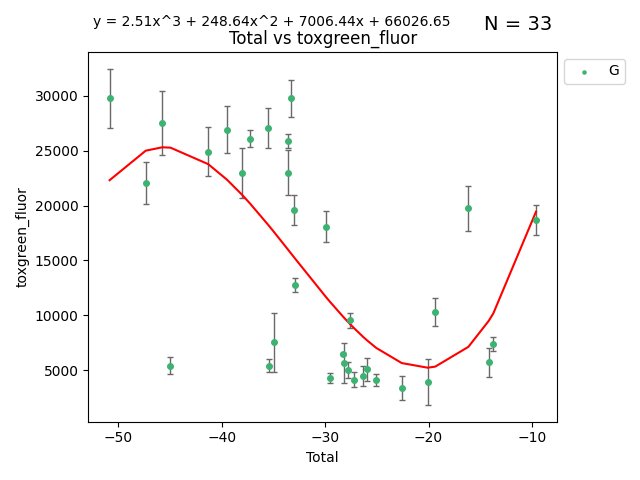 y = 2.51x^3 + 248.64x^2 + 7006.44x + 66026.65
N = 33
Total vs toxgreen_fluor
G
30000
25000
20000
15000
10000
5000
toxgreen_fluor
−50
−40
−30
−20
−10
Total